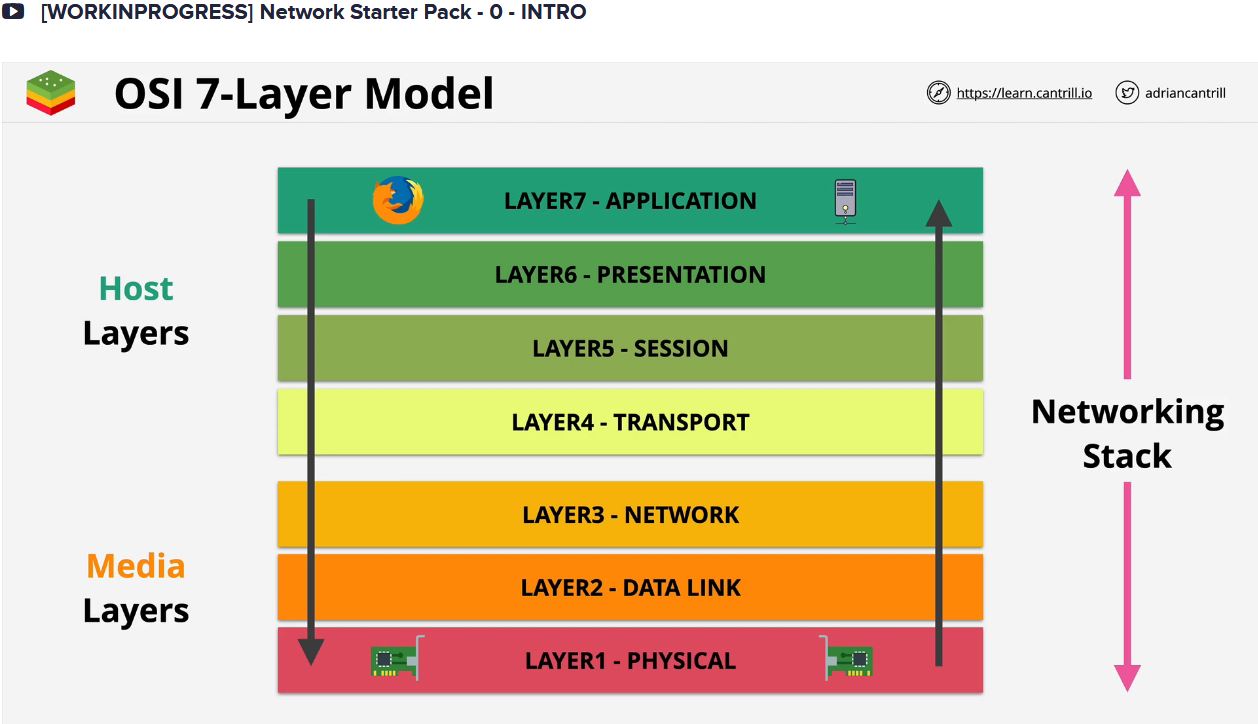 [WORKINPROGRESS] Network Starter Pack - 0 - INTRO
OSI 7-Layer Model
https://learn.cantrill.io
adriancantrill
LAYER7 - APPLICATION
LAYER6 - PRESENTATION
Host
Layers
LAYER5 - SESSION
LAYER4 - TRANSPORT
Networking
Stack
LAYER3 - NETWORK
Media
Layers
LAYER2 - DATA LINK
LAYER1 - PHYSICAL